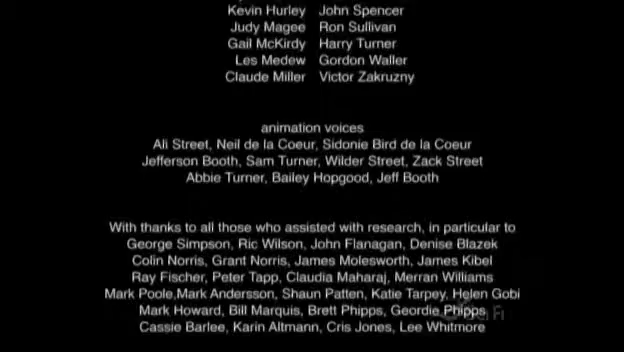 Kevin Hurley John Spencer
Judy Magee Ron Sullivan
Gail McKirdy Harry Turner
Les Medew Gordon Waller
Claude Miller Victor Zakruzny
animation voices
Ali Street, Neil de la Coeur, Sidonie Bird de la Coeur
Jefferson Booth, Sam Turner, Wilder Street, Zack Street
Abbie Turner, Bailey Hopgood, Jeff Booth
With thanks to all those who assisted with research, in particular to
George Simpson, Ric Wilson, John Flanagan, Denise Blazek
Colin Norris, Grant Norris, James Molesworth, James Kibel
Ray Fischer, Peter Tapp, Claudia Maharaj, Merran Williams
Mark Poole,Mark Andersson, Shaun Patten, Katie Tarpey, Helen Gobi
Mark Howard, Bill Marquis, Brett Phipps, Geordie Phipps
Sci Fi
Cassie Barlee, Karin Altmann, Cris Jones, Lee Whitmore